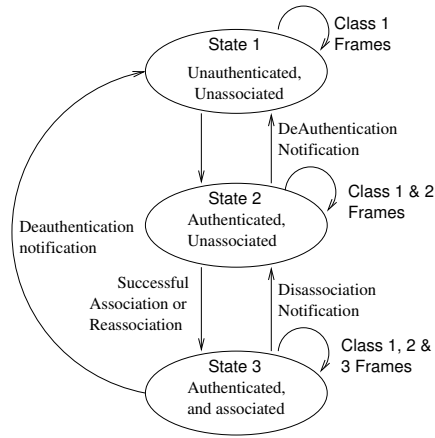 State 1
Unauthenticated,
Unassociated
Class 1
Frames
DeAuthentication
Notification
State 2
Authenticated,
Unassociated
Class 1 & 2
Frames
Deauthentication
notification
Successful
Association or
Reassociation
Disassociation
Notification
State 3
Authenticated,
and associated
Class 1, 2 &
3 Frames